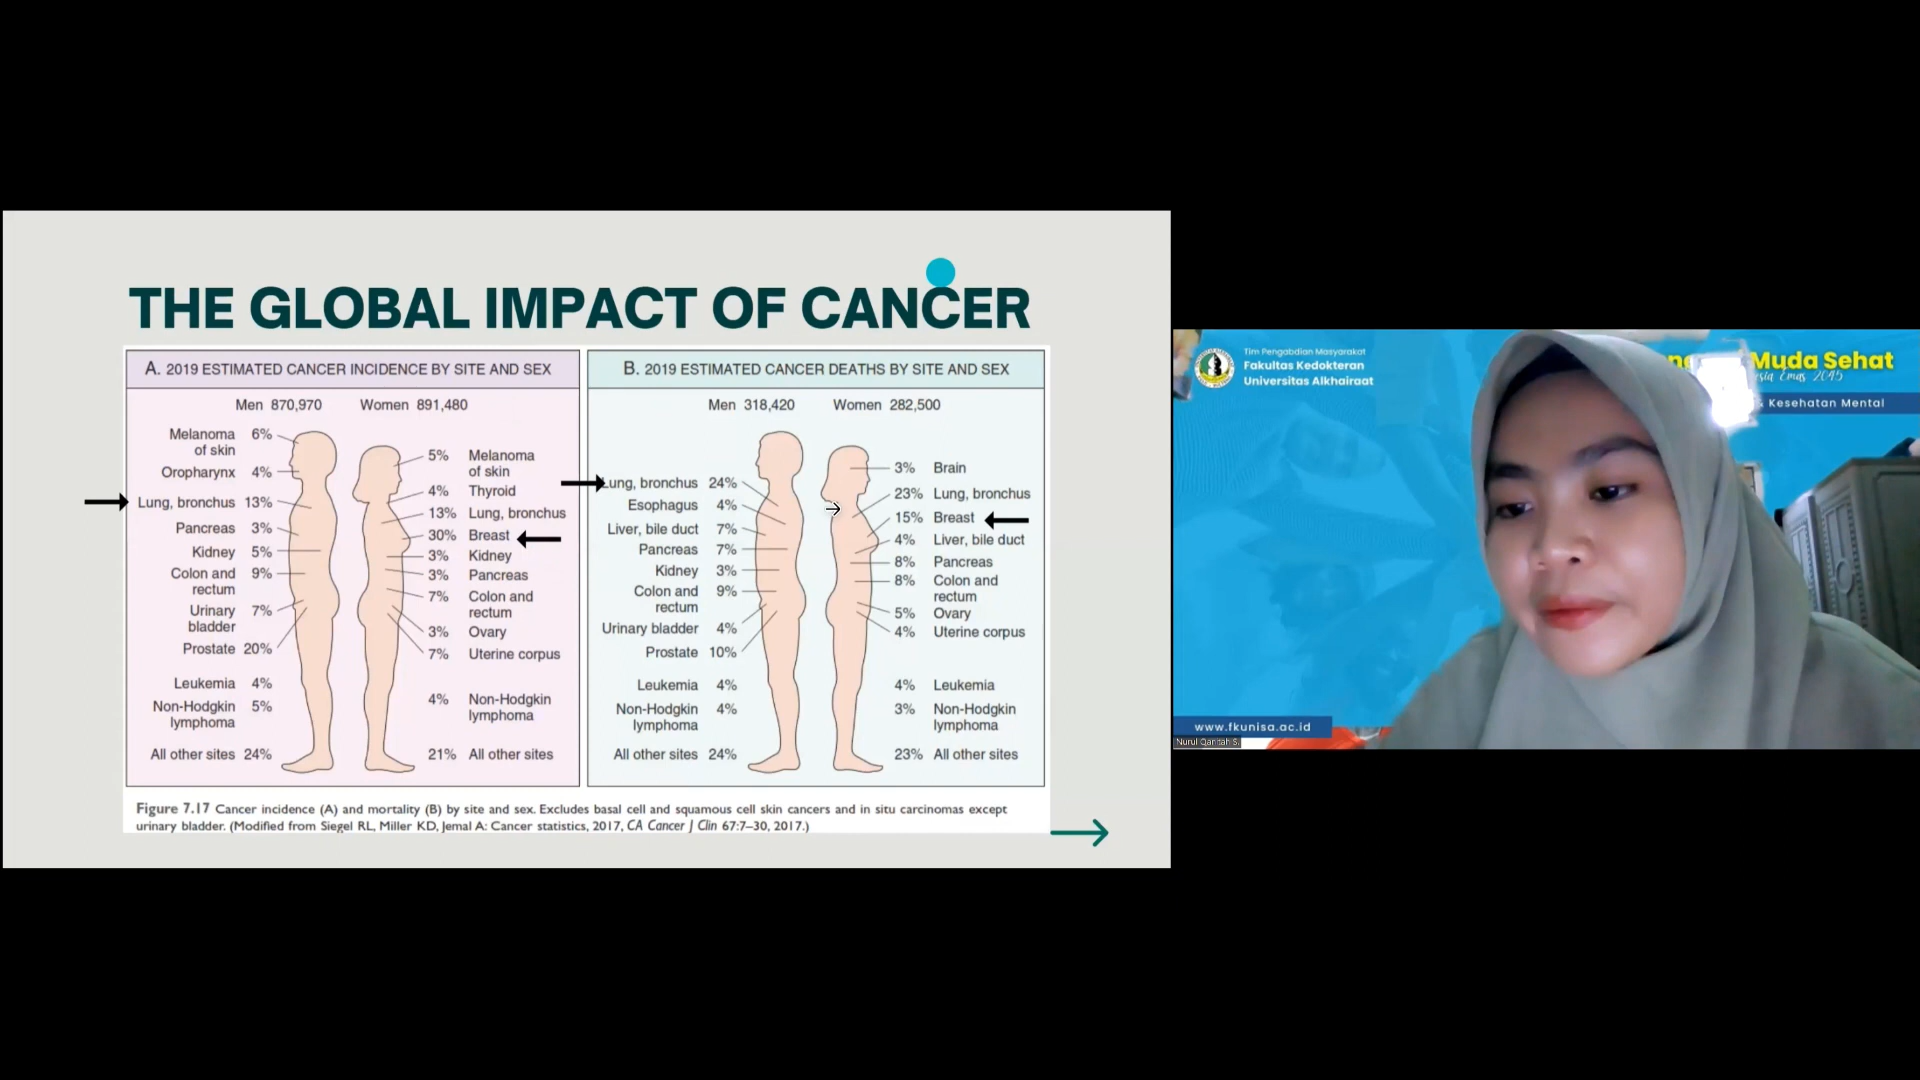 THE GLOBAL IMPACT OF CANCER
A. 2019 ESTIMATED CANCER INCIDENCE BY SITE AND SEX
Men 870,970 Women 891,480
Melanoma 6%
of skin
Oropharynx 4%
Lung, bronchus 13%
Pancreas 3%
Kidney 5%
Colon and 9%
rectum
Urinary 7%
bladder
Prostate 20%
Leukemia 4%
Non-Hodgkin 5%
lymphoma
All other sites 24%
5% Melanoma
of skin
4% Thyroid
13% Lung, bronchus
30% Breast
3% Kidney
3% Pancreas
7% Colon and
rectum
3% Ovary
7% Uterine corpus
4% Non-Hodgkin
lymphoma
21% All other sites
B. 2019 ESTIMATED CANCER DEATHS BY SITE AND SEX
Men 318,420 Women 282,500
Lung, bronchus 24%
Esophagus 4%
Liver, bile duct 7%
Pancreas 7%
Kidney 3%
Colon and 9%
rectum
Urinary bladder 4%
Prostate 10%
Leukemia 4%
Non-Hodgkin 4%
lymphoma
All other sites 24%
3% Brain
23% Lung, bronchus
15% Breast
4% Liver, bile duct
8% Pancreas
8% Colon and
rectum
5% Ovary
4% Uterine corpus
4% Leukemia
3% Non-Hodgkin
lymphoma
23% All other sites
Figure 7.17 Cancer incidence (A) and mortality (B) by site and sex. Excludes basal cell and squamous cell skin cancers and in situ carcinomas except
urinary bladder. (Modified from Siegel RL, Miller KD, Jemal A: Cancer statistics, 2017, CA Cancer J Clin 67:7–30, 2017.)
Tim Pengabdian Masyarakat
Fakultas Kedokteran
Universitas Alkhairaat
Muda Sehat
Emas 2045
Kesehatan Mental
www.fkunisa.ac.id
Nurul Qanitah S.